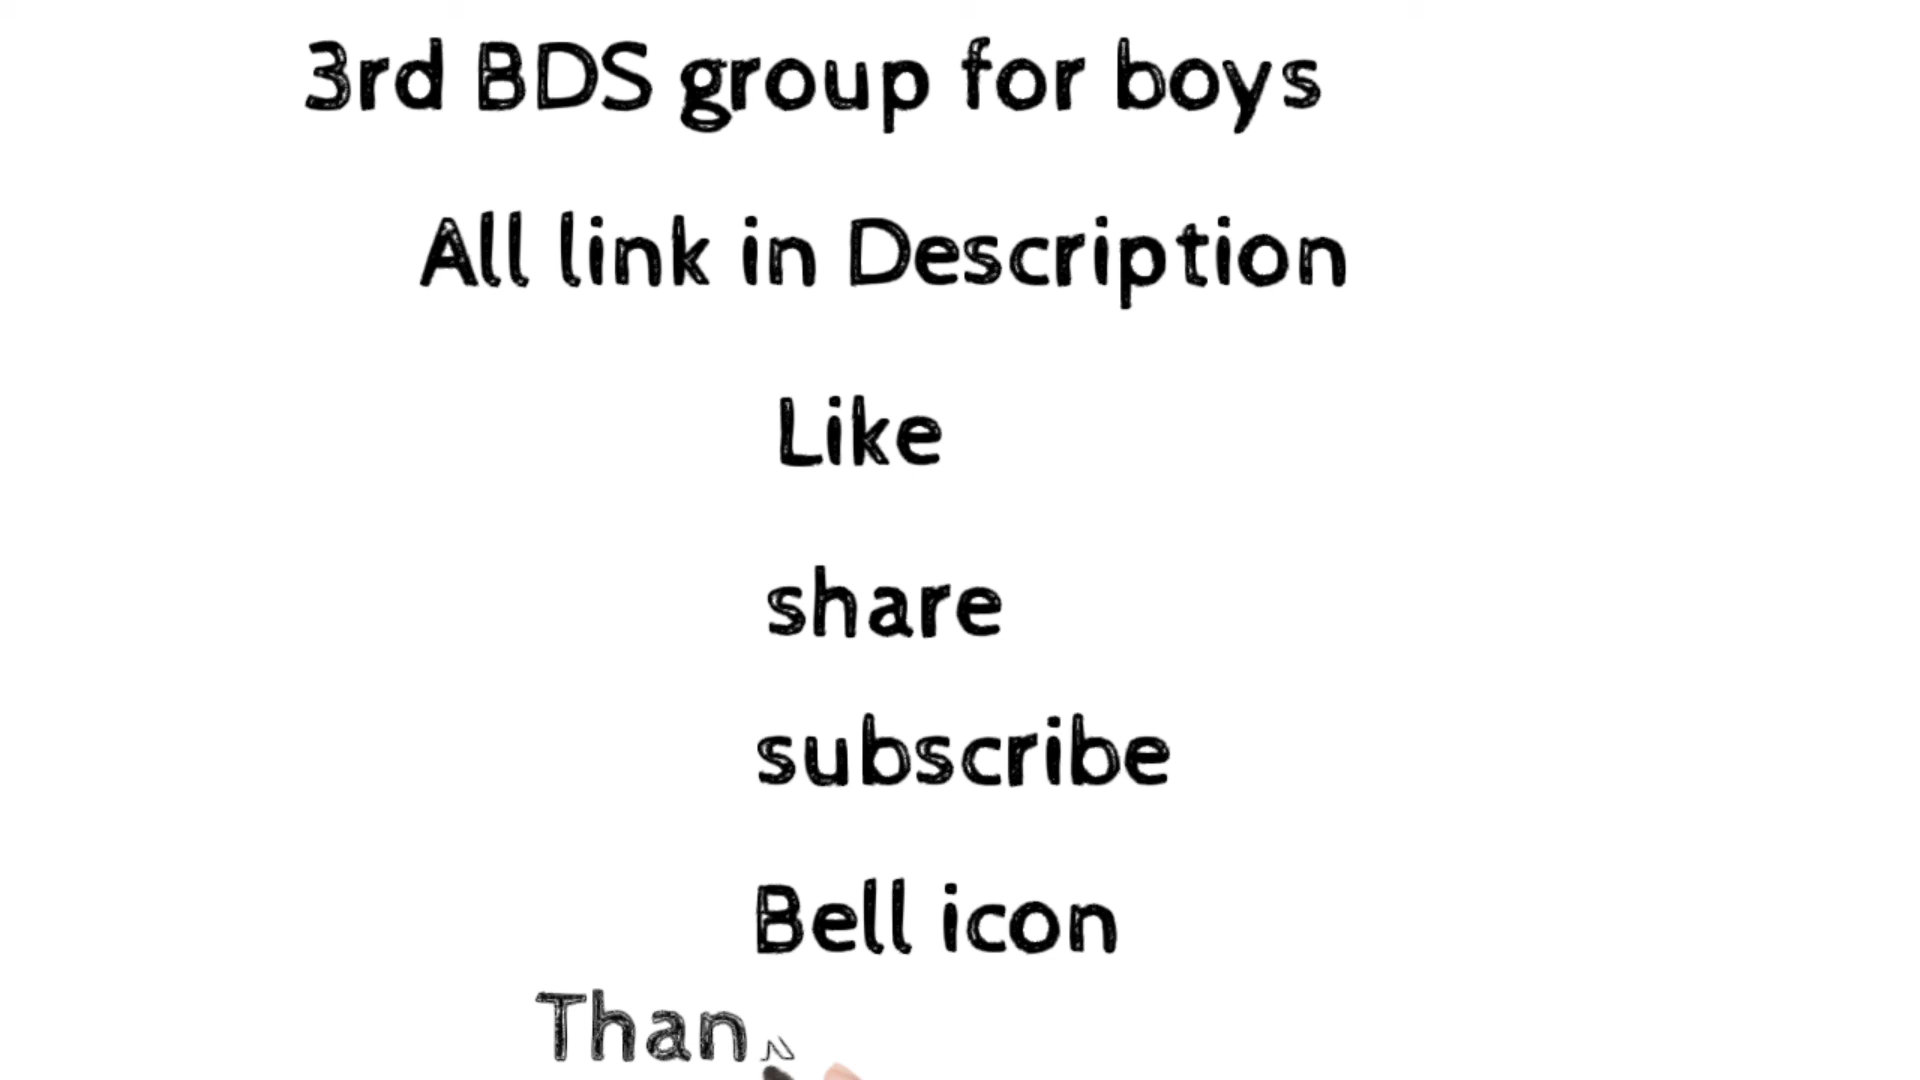 3rd BDS group for boys
All link in Description
Like
share
subscribe
Bell icon
Than